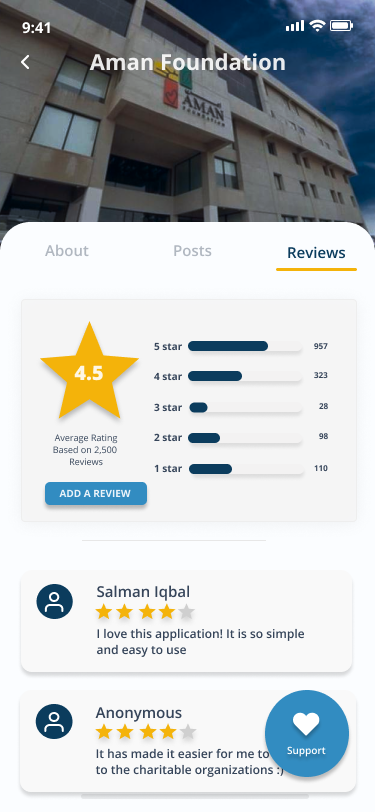 9:41
Aman Foundation
AMAN
FOUNDATION
About Posts Reviews
4.5
Average Rating
Based on 2,500
Reviews
ADD A REVIEW
5 star 957
4 star 323
3 star 28
2 star 98
1 star 110
Salman Iqbal
I love this application! It is so simple
and easy to use
Anonymous
It has made it easier for me to
to the charitable organizations :)
Support